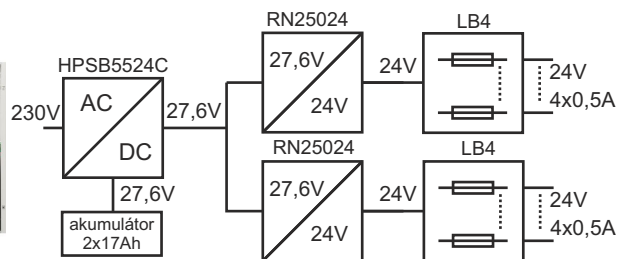 RN25024
LB4
HPSB5524C
27,6V
24V
24V
24V
4x0,5A
230V
AC
DC
27,6V
RN25024
LB4
27,6V
akumulátor
2x17Ah
27,6V
24V
24V
24V
4x0,5A